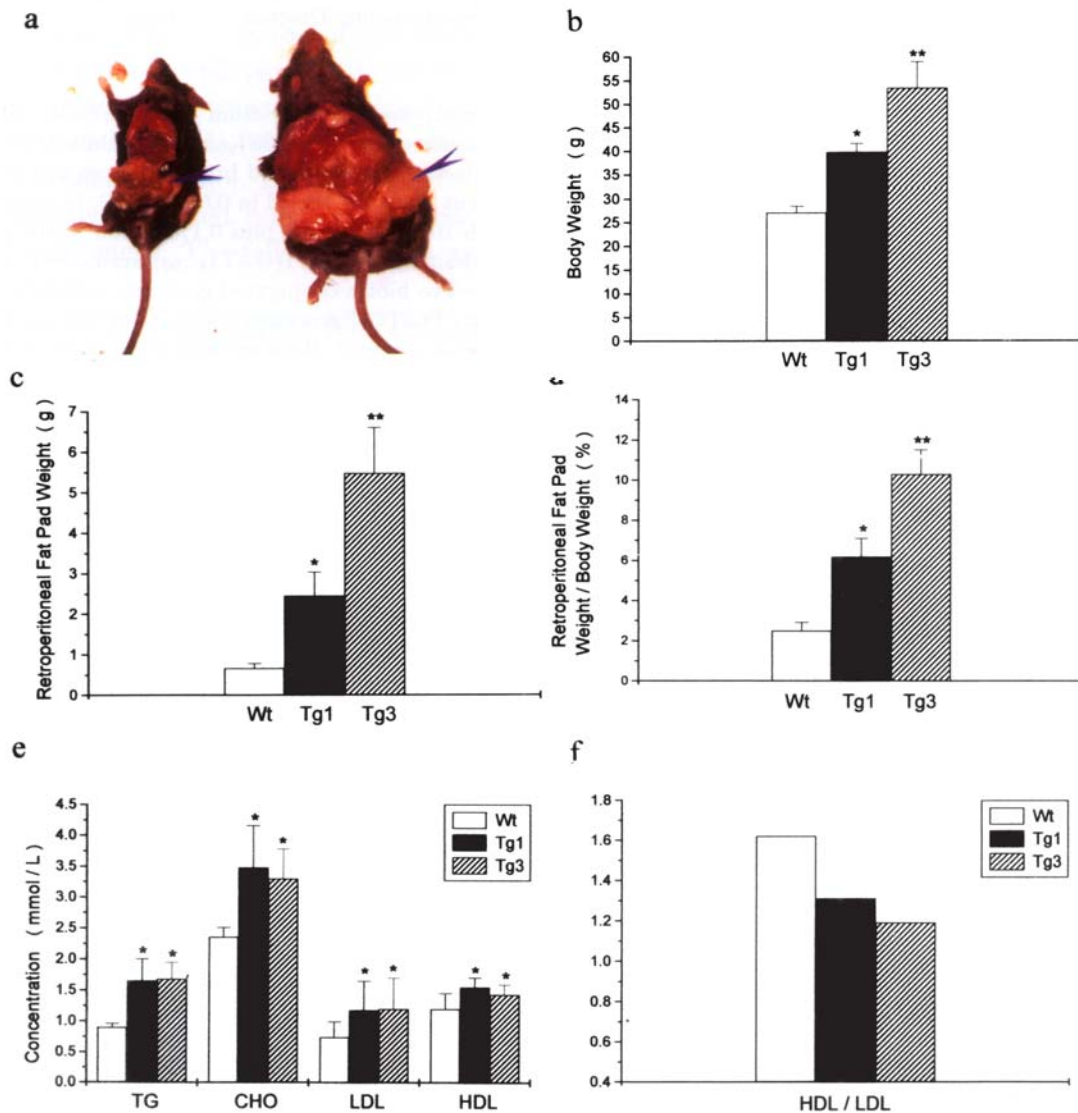 a
b
Body Weight ( g )
60
55
50
45
40
35
30
25
20
15
10
5
0
*
**
Wt Tg1 Tg3
c
Retroperitoneal Fat Pad Weight ( g )
7
6
5
4
3
2
1
0
*
**
Wt Tg1 Tg3
Retroperitoneal Fat Pad
Weight / Body Weight ( % )
14
12
10
8
6
4
2
0
*
**
Wt Tg1 Tg3
e
Concentration ( mmol / L )
4.5
4.0
3.5
3.0
2.5
2.0
1.5
1.0
0.5
0.0
* *
* *
* *
* *
Wt
Tg1
Tg3
TG CHO LDL HDL
f
1.8
1.6
1.4
1.2
1.0
0.8
0.6
0.4
Wt
Tg1
Tg3
HDL / LDL